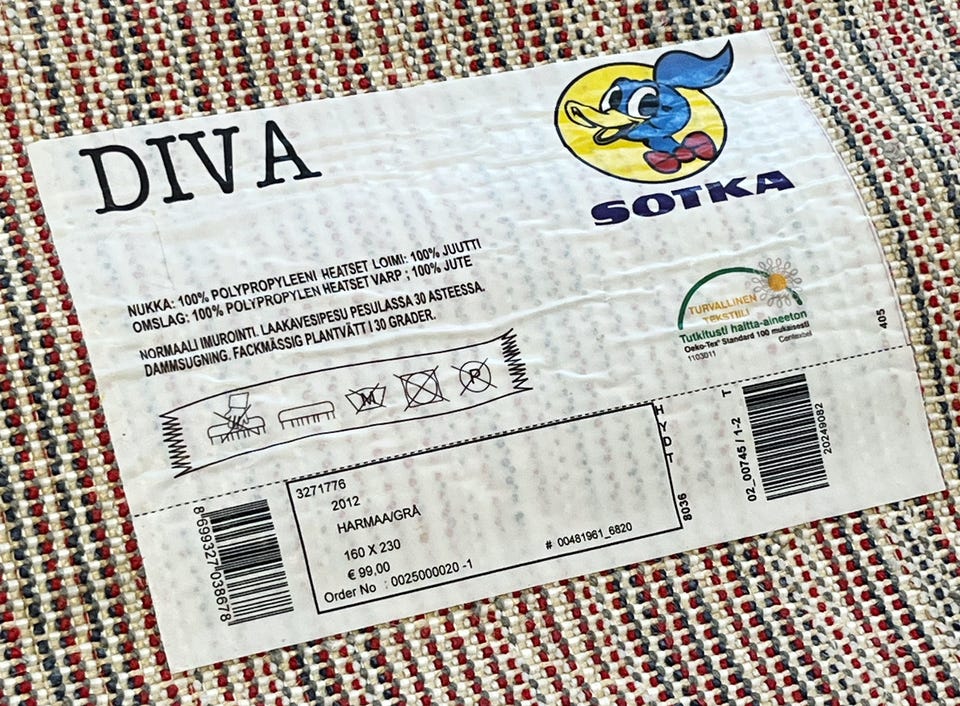 DIVA
SOTKA
NUKKA: 100% POLYPROPYLEENI HEATSET LOIMI: 100% JUUTTI
OMSLAG: 100% POLYPROPYLEN HEATSET VARP : 100% JUTE
NORMAALI IMUROINTI. LAAKAVESIPESU PESULASSA 30 ASTEESSA.
DAMMSUGNING. FACKMÄSSIG PLANTVÄTT I 30 GRADER.
TURVALLINEN
TEKSTIILI
Tutkitusti haitta-aineeton
Oeko-Tex® Standard 100 mukaisesti
1103011 Centexbel
405
M
P
8699327038678
3271776
2012
HARMAA/GRÅ
160 X 230
€ 99,00
Order No : 0025000020 -1
# 00481961_6820
HYDT
8036
02_00745 / 1-2 T
20249082